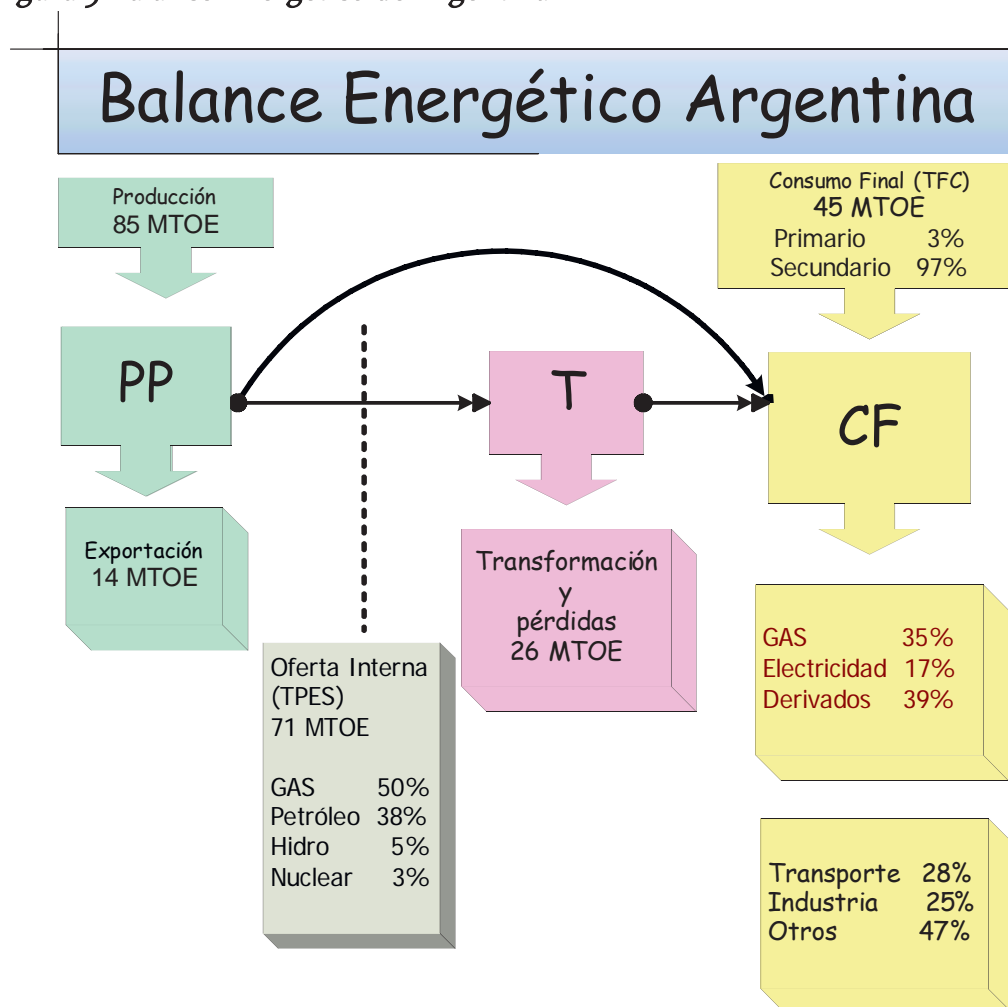 Balance Energético Argentina
Producción
85 MTOE
Consumo Final (TFC)
45 MTOE
Primario 3%
Secundario 97%
PP
T
CF
Exportación
14 MTOE
Transformación
y
pérdidas
26 MTOE
Oferta Interna
(TPES)
71 MTOE
GAS 50%
Petróleo 38%
Hidro 5%
Nuclear 3%
GAS 35%
Electricidad 17%
Derivados 39%
Transporte 28%
Industria 25%
Otros 47%